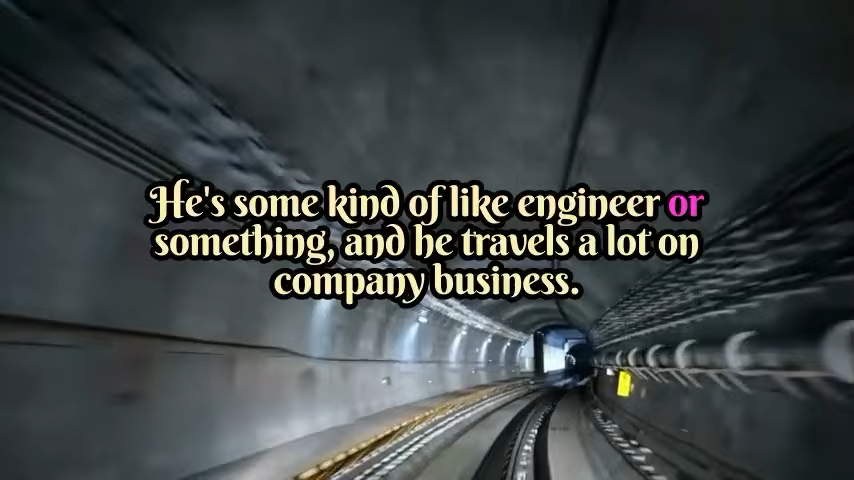 He's some kind of like engineer or
something, and he travels a lot on
company business.